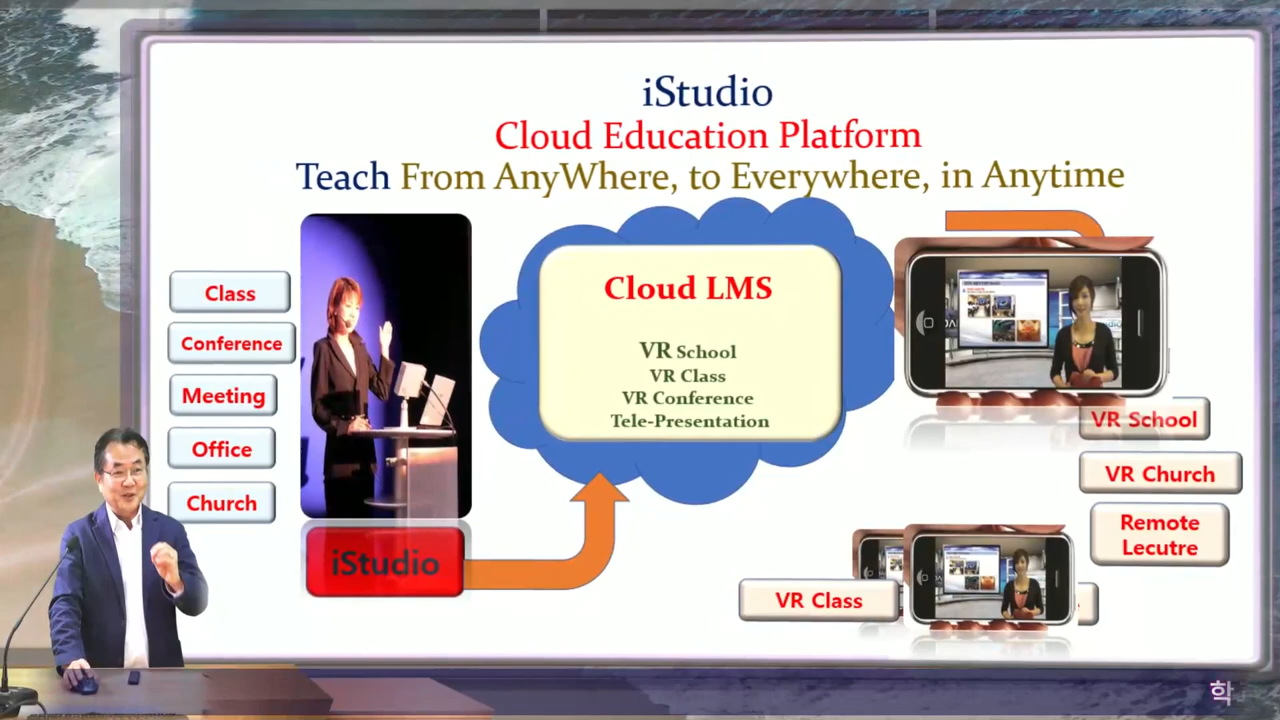 iStudio
Cloud Education Platform
Teach From AnyWhere, to Everywhere, in Anytime
Class
Conference
Meeting
Office
Church
iStudio
Cloud LMS
VR School
VR Class
VR Conference
Tele-Presentation
VR School
VR Church
Remote
Lecutre
VR Class
학